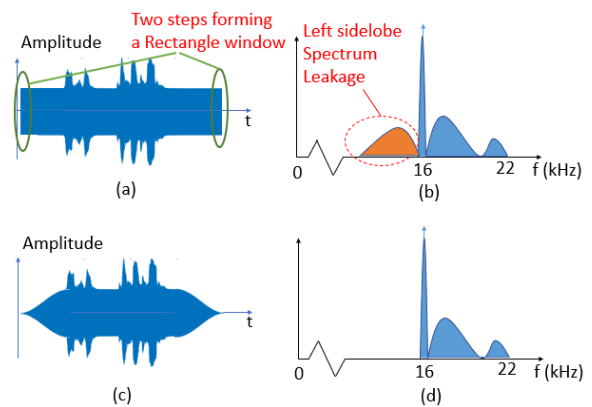 Two steps forming
a Rectangle window
Amplitude
t
(a)
Left sidelobe
Spectrum
Leakage
0
16
22
f (kHz)
(b)
Amplitude
t
(c)
0
16
22
f (kHz)
(d)